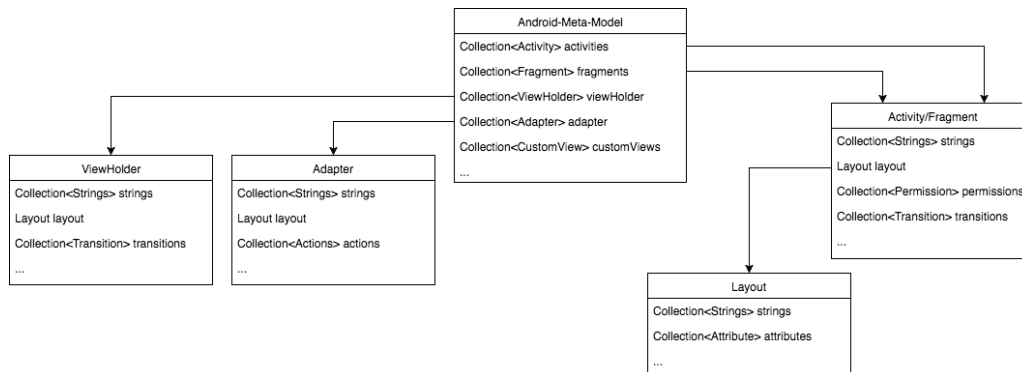 Android-Meta-Model
Collection<Activity> activities
Collection<Fragment> fragments
Collection<ViewHolder> viewHolder
Collection<Adapter> adapter
Collection<CustomView> customViews
...
ViewHolder
Collection<Strings> strings
Layout layout
Collection<Transition> transitions
...
Adapter
Collection<Strings> strings
Layout layout
Collection<Actions> actions
...
Activity/Fragment
Collection<Strings> strings
Layout layout
Collection<Permission> permissions
Collection<Transition> transitions
...
Layout
Collection<Strings> strings
Collection<Attribute> attributes
...